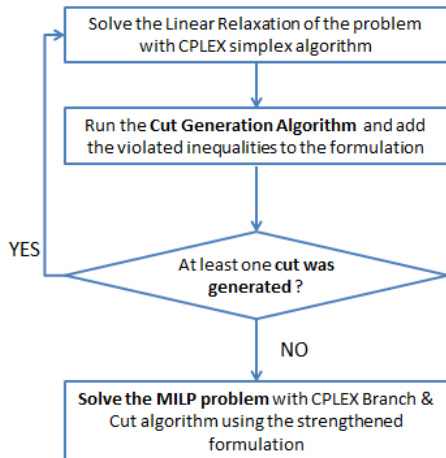 Solve the Linear Relaxation of the problem
with CPLEX simplex algorithm
Run the Cut Generation Algorithm and add
the violated inequalities to the formulation
YES
At least one cut was
generated ?
NO
Solve the MILP problem with CPLEX Branch &
Cut algorithm using the strengthened
formulation